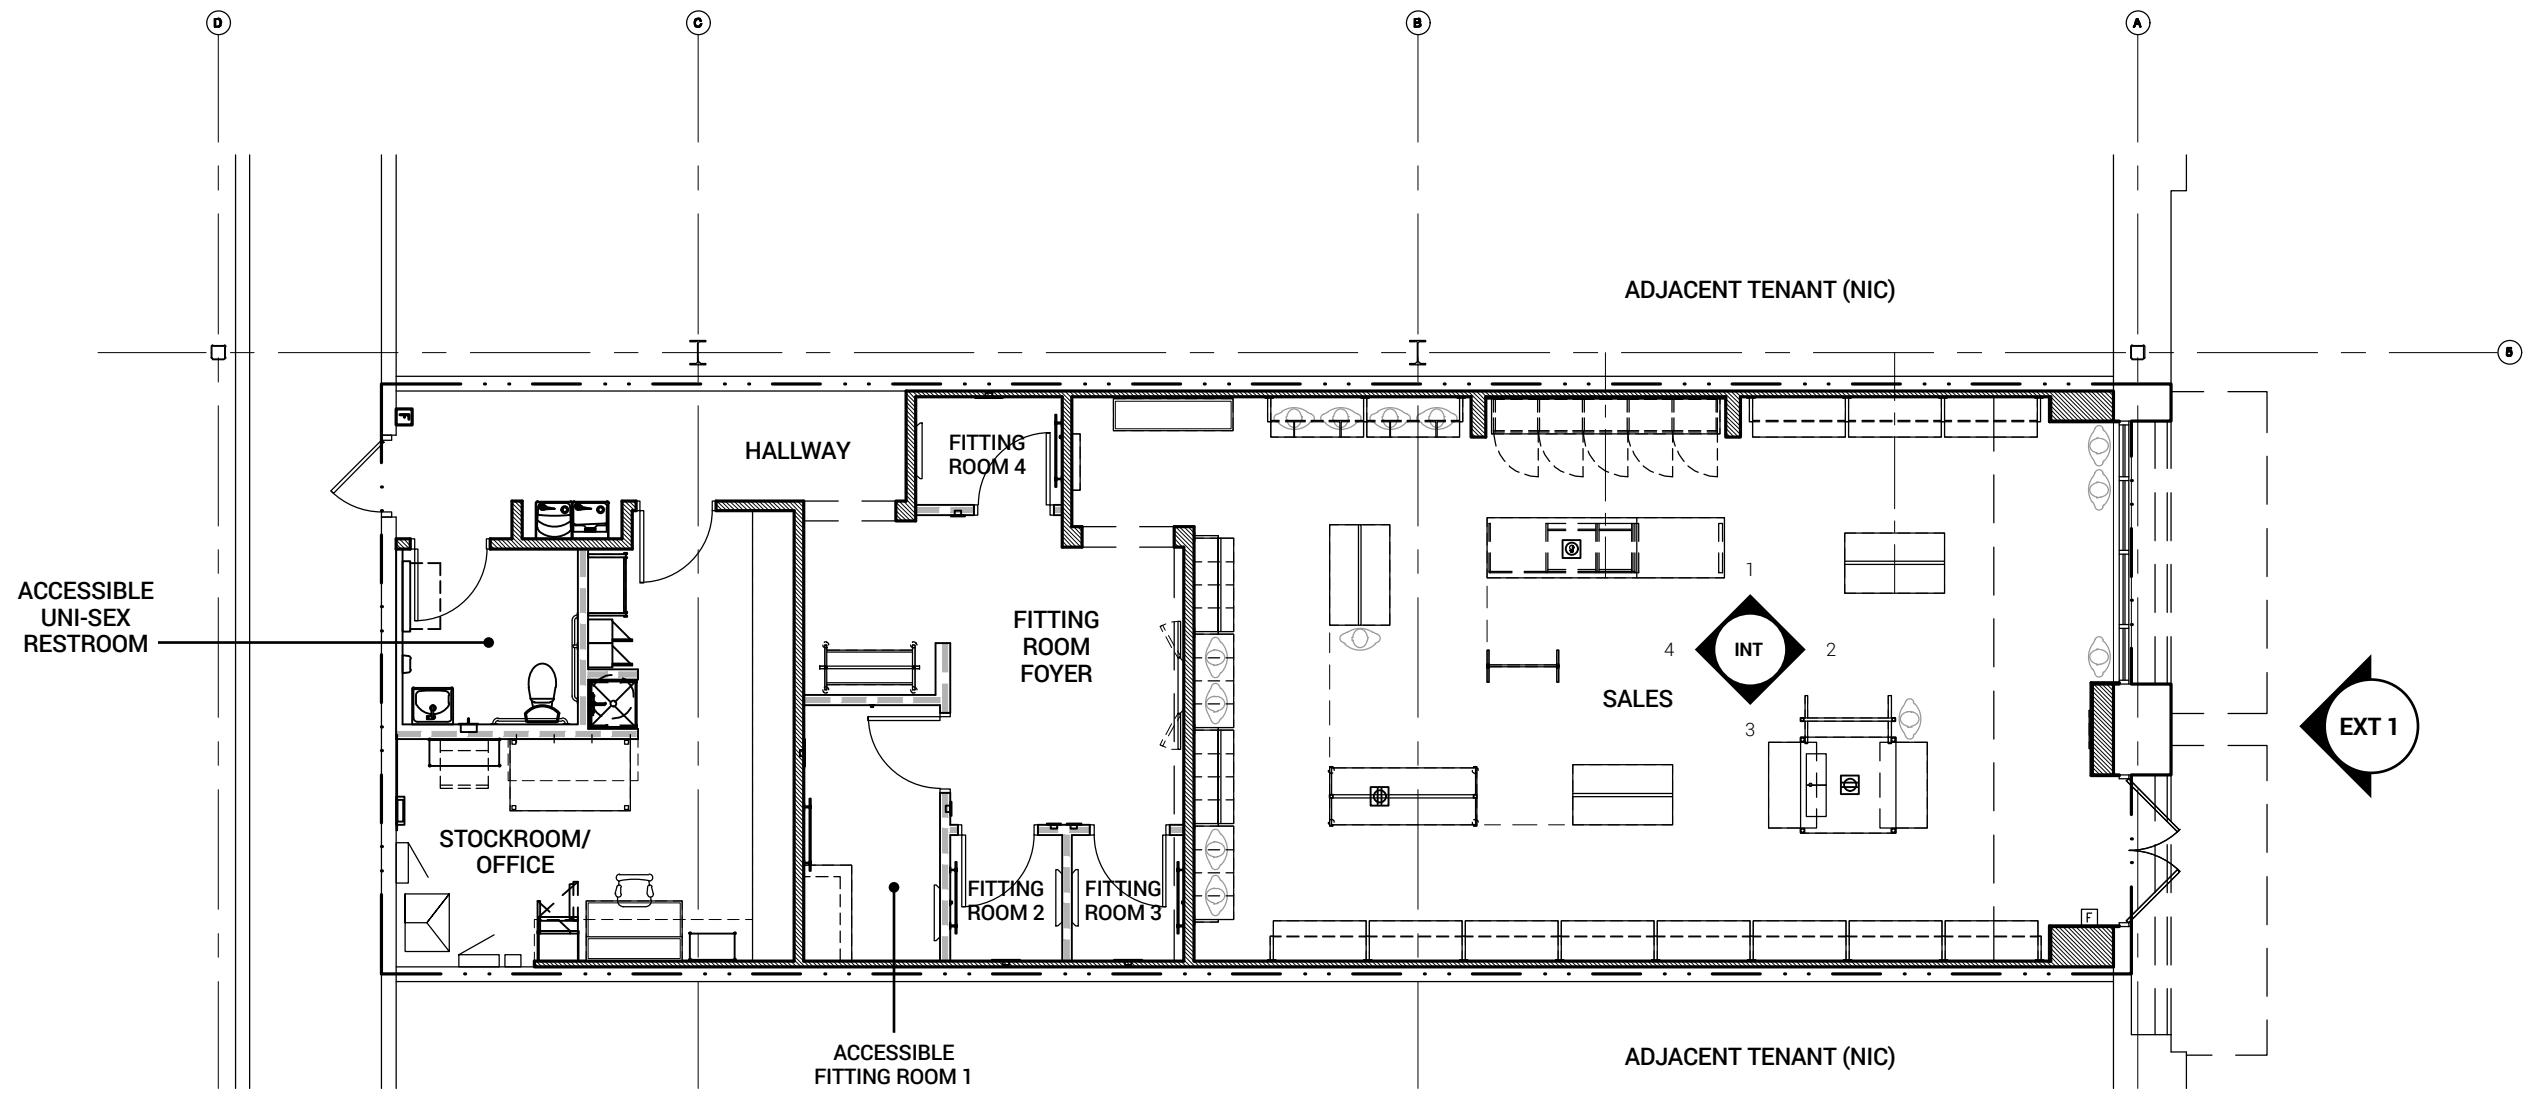 D
C
B
A
ADJACENT TENANT (NIC)
5
F
HALLWAY
FITTING
ROOM 4
1
ACCESSIBLE
UNI-SEX
RESTROOM
FITTING
ROOM
FOYER
4
INT
2
SALES
3
EXT 1
STOCKROOM/
OFFICE
FITTING
ROOM 2
FITTING
ROOM 3
F
ACCESSIBLE
FITTING ROOM 1
ADJACENT TENANT (NIC)